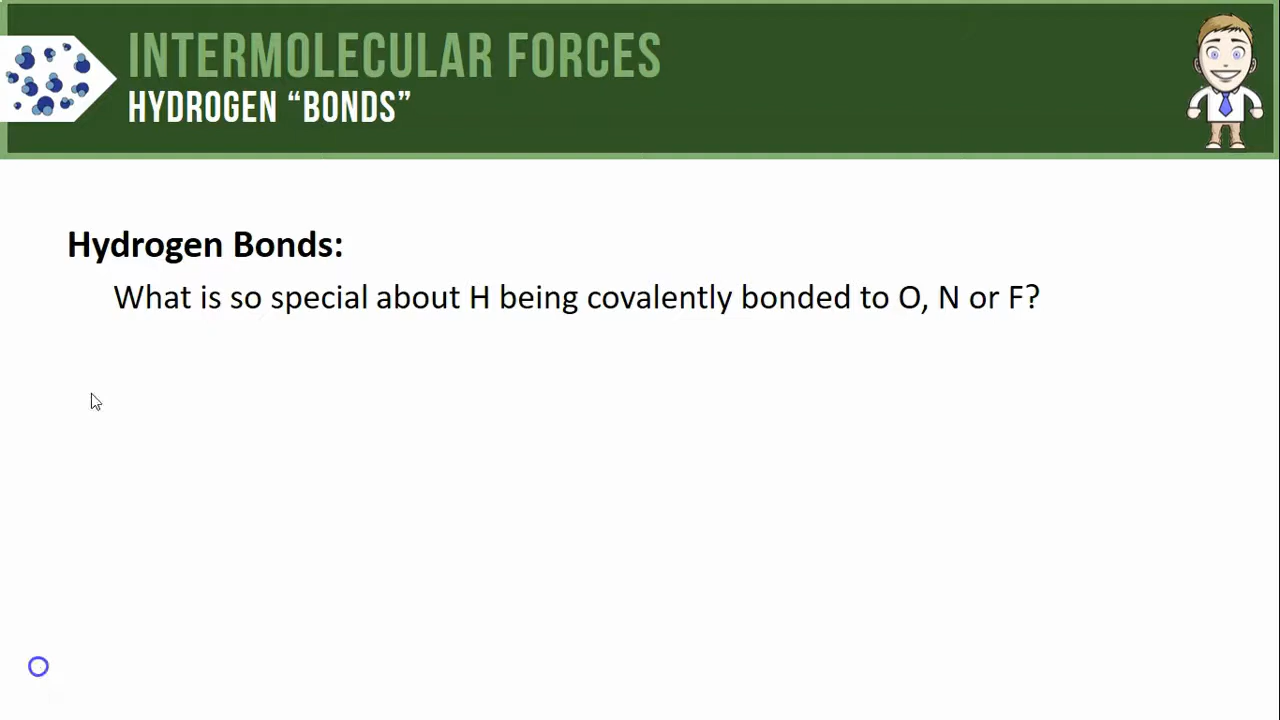 INTERMOLECULAR FORCES
HYDROGEN “BONDS”
Hydrogen Bonds:
What is so special about H being covalently bonded to O, N or F?